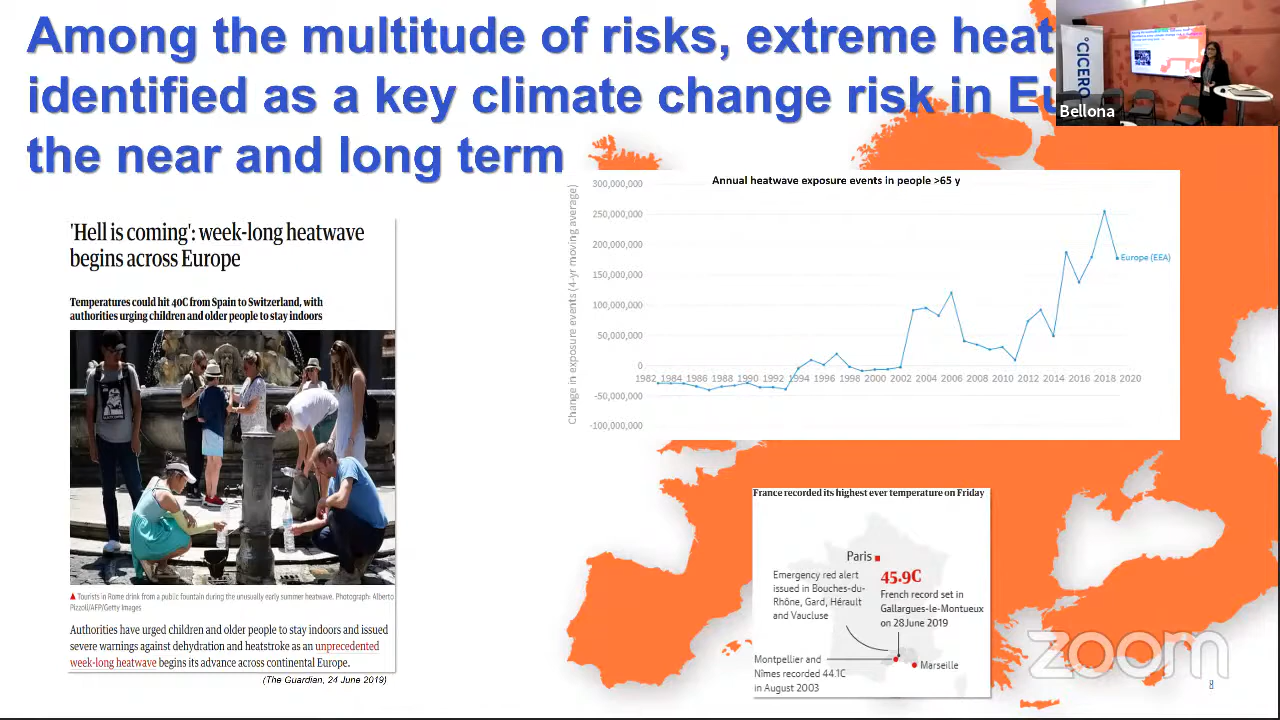 Among the multitude of risks, extreme heat
identified as a key climate change risk in Eu
the near and long term
°CICERO
Bellona
'Hell is coming': week-long heatwave
begins across Europe
Temperatures could hit 40C from Spain to Switzerland, with
authorities urging children and older people to stay indoors
Tourists in Rome drink from a public fountain during the unusually early summer heatwave. Photograph: Alberto
Pizzoli/AFP/Getty Images
Authorities have urged children and older people to stay indoors and issued
severe warnings against dehydration and heatstroke as an unprecedented
week-long heatwave begins its advance across continental Europe.
(The Guardian, 24 June 2019)
Annual heatwave exposure events in people >65 y
Change in exposure events (4-yr moving average)
300,000,000
250,000,000
200,000,000
150,000,000
100,000,000
50,000,000
0
-50,000,000
-100,000,000
1982 1984 1986 1988 1990 1992 1994 1996 1998 2000 2002 2004 2006 2008 2010 2012 2014 2016 2018 2020
Europe (EEA)
France recorded its highest ever temperature on Friday
Paris
45.9C
French record set in
Gallargues-le-Montueux
on 28 June 2019
Emergency red alert
issued in Bouches-du-
Rhône, Gard, Hérault
and Vaucluse
Montpellier and
Nîmes recorded 44.1C
in August 2003
Marseille
zoom
8